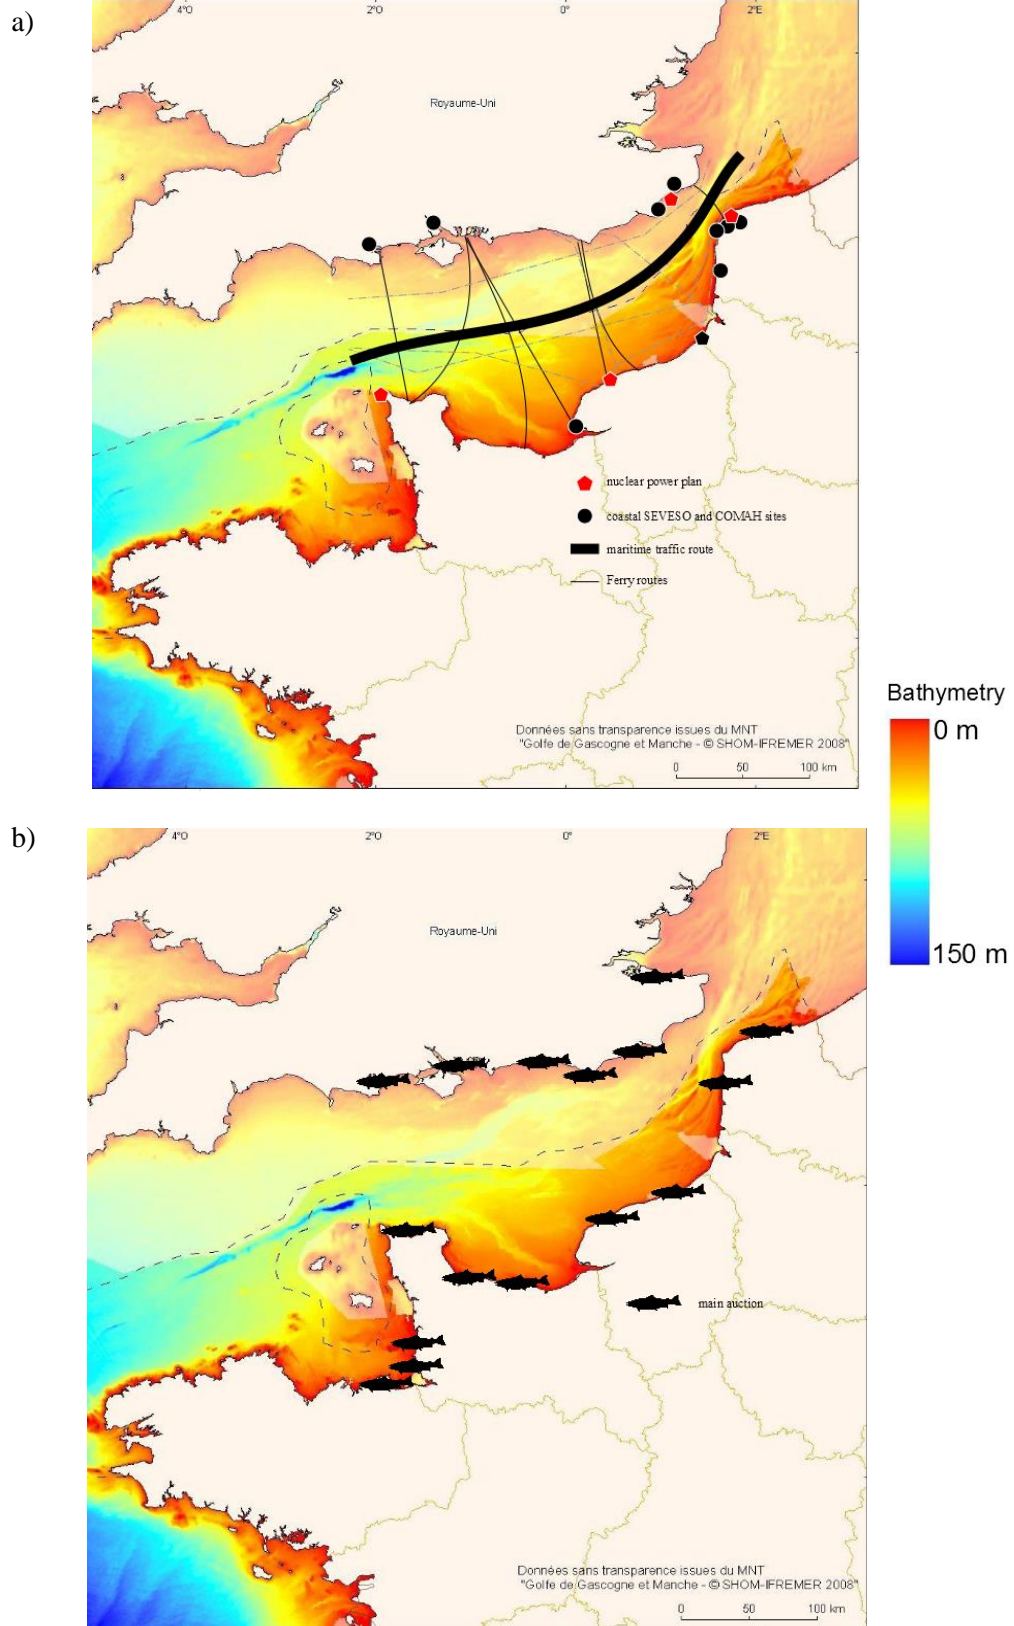 a)
4°O 2°O 0° 2°E
Royaume-Uni
nuclear power plan
coastal SEVESO and COMAH sites
maritime traffic route
Ferry routes
Données sans transparence issues du MNT
"Golfe de Gascogne et Manche - © SHOM-IFREMER 2008"
0 50 100 km
Bathymetry
0 m
150 m
b)
4°O 2°O 0° 2°E
Royaume-Uni
main auction
Données sans transparence issues du MNT
"Golfe de Gascogne et Manche - © SHOM-IFREMER 2008"
0 50 100 km